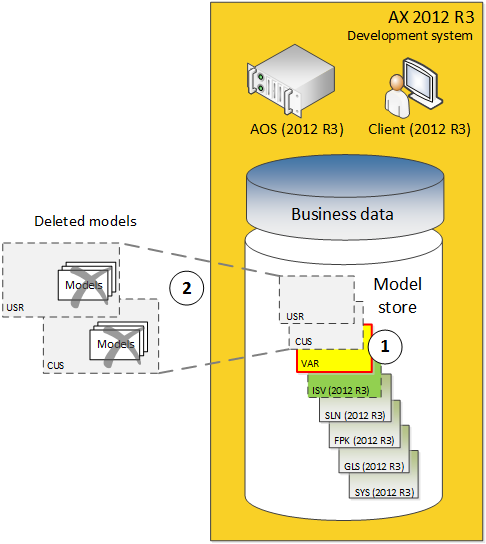 AX 2012 R3
Development system
AOS (2012 R3)
Client (2012 R3)
Business data
Deleted models
Models
USR
Models
CUS
2
Model
store
USR
CUS
1
VAR
ISV (2012 R3)
SLN (2012 R3)
FPK (2012 R3)
GLS (2012 R3)
SYS (2012 R3)